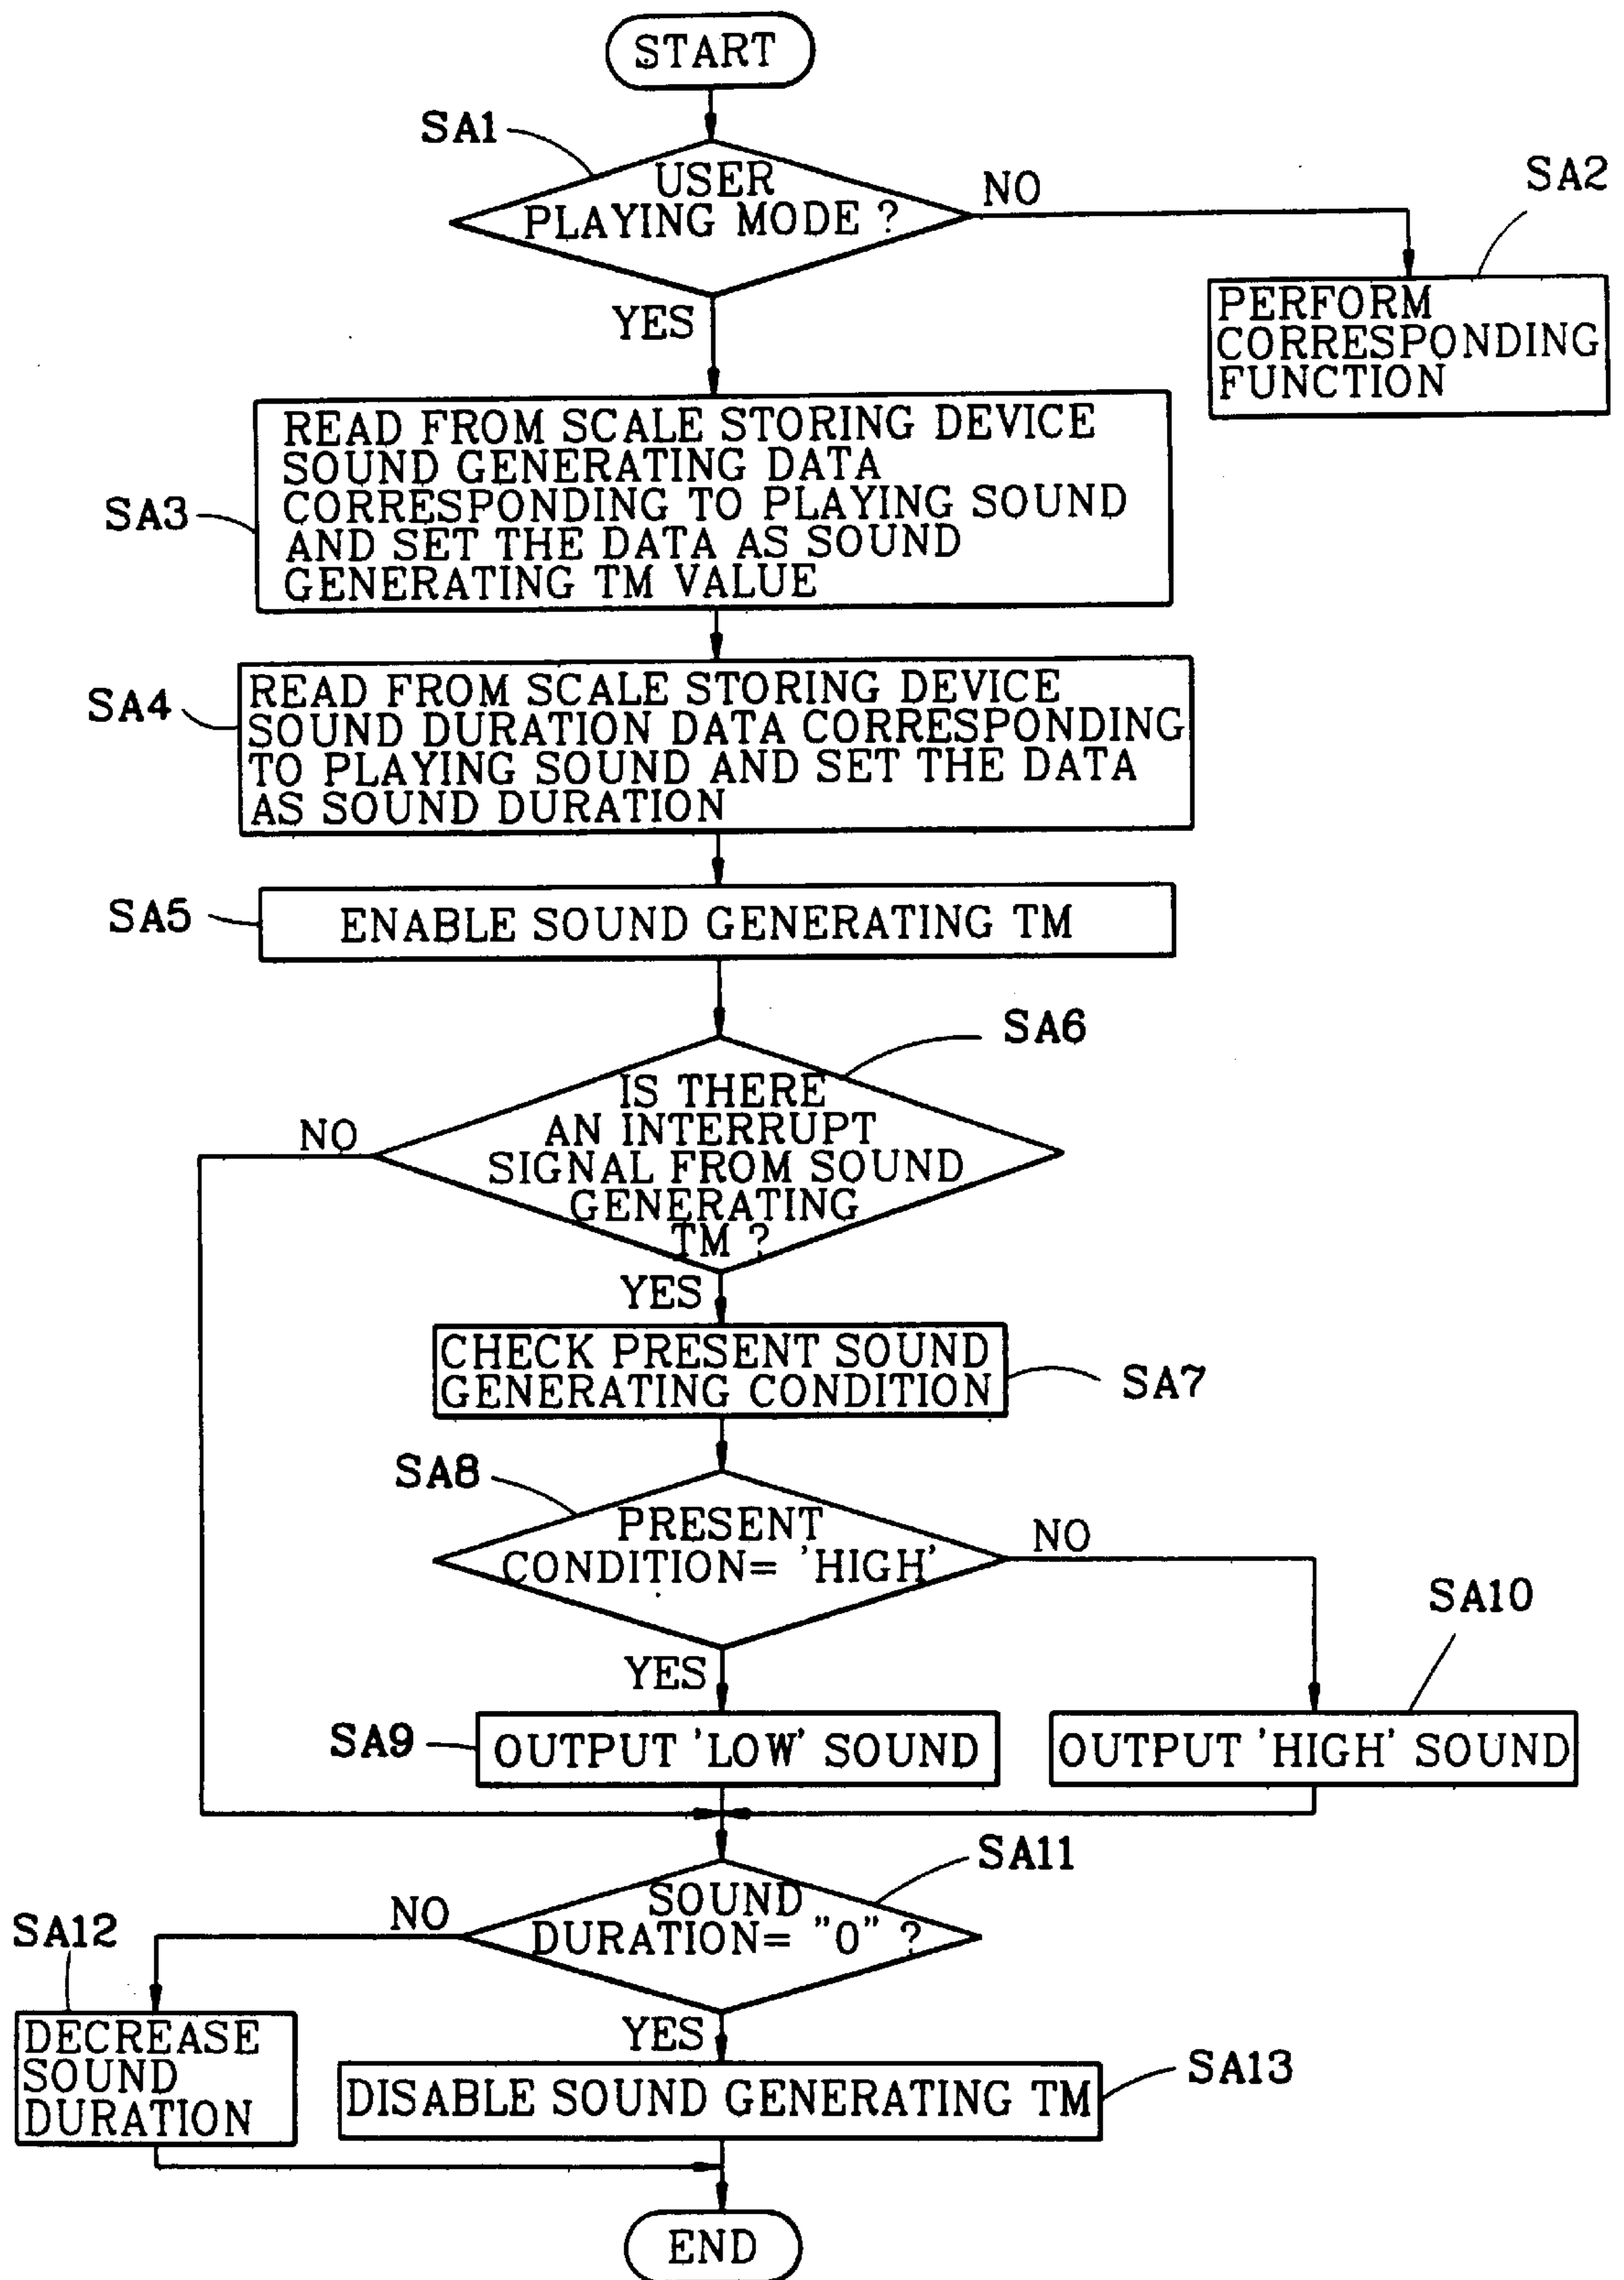 START
SA1
USER
PLAYING MODE ?
NO
SA2
PERFORM
CORRESPONDING
FUNCTION
YES
READ FROM SCALE STORING DEVICE
SOUND GENERATING DATA
CORRESPONDING TO PLAYING SOUND
AND SET THE DATA AS SOUND
GENERATING TM VALUE
SA3
READ FROM SCALE STORING DEVICE
SOUND DURATION DATA CORRESPONDING
TO PLAYING SOUND AND SET THE DATA
AS SOUND DURATION
SA4
SA5
ENABLE SOUND GENERATING TM
SA6
IS THERE
AN INTERRUPT
SIGNAL FROM SOUND
GENERATING
TM ?
NO
YES
CHECK PRESENT SOUND
GENERATING CONDITION
SA7
SA8
PRESENT
CONDITION= 'HIGH'
NO
YES
SA10
SA9
OUTPUT 'LOW' SOUND
OUTPUT 'HIGH' SOUND
SA11
SOUND
DURATION= "0" ?
NO
SA12
YES
DECREASE
SOUND
DURATION
DISABLE SOUND GENERATING TM
SA13
END